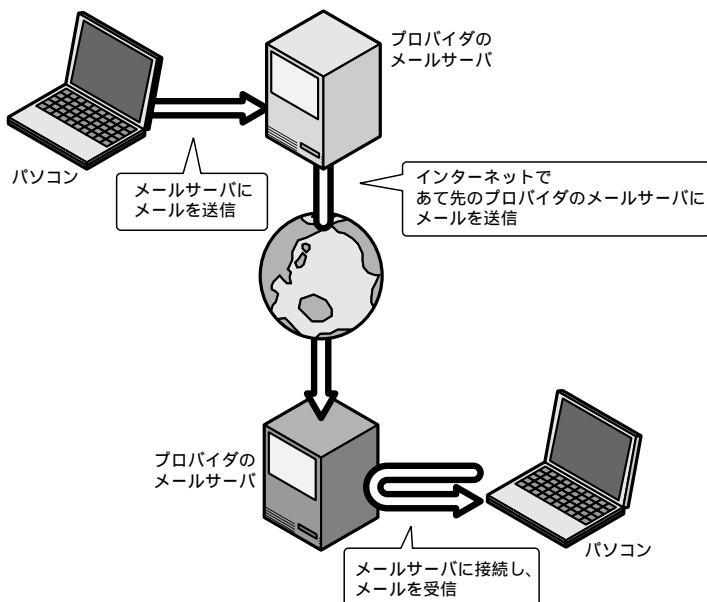 プロバイダの
メールサーバ
パソコン
メールサーバに
メールを送信
インターネットで
あて先のプロバイダのメールサーバに
メールを送信
プロバイダの
メールサーバ
パソコン
メールサーバに接続し、
メールを受信